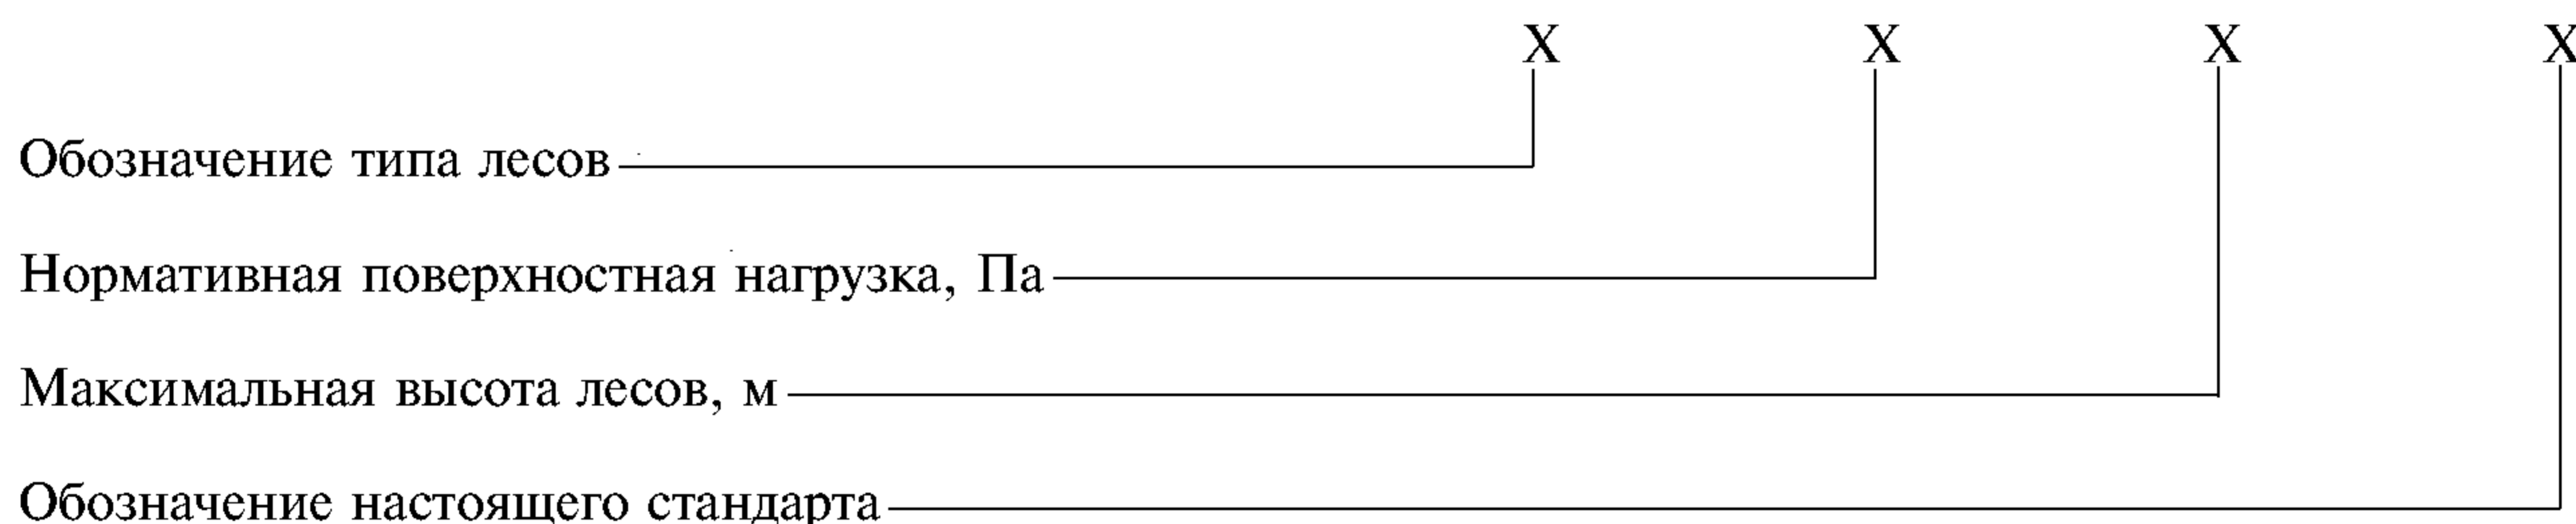 X X X X
Обозначение типа лесов
Нормативная поверхностная нагрузка, Па
Максимальная высота лесов, м
Обозначение настоящего стандарта